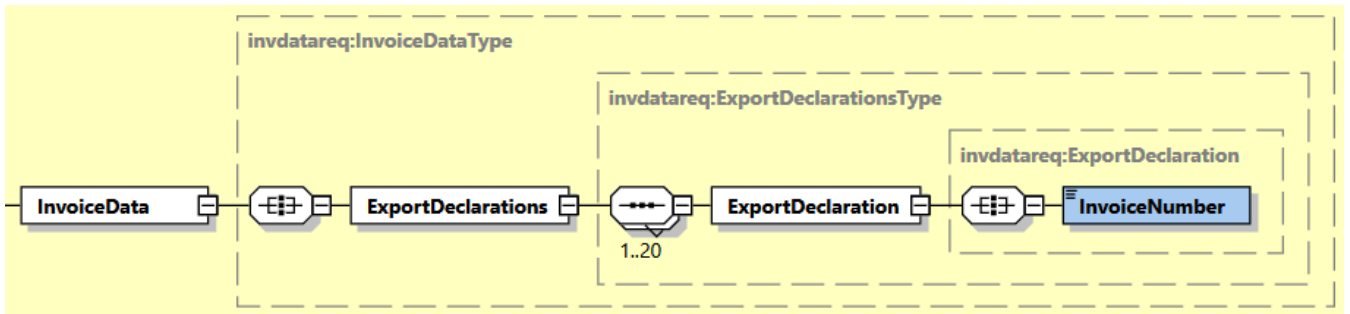 invdatareq:InvoiceDataType
invdatareq:ExportDeclarationsType
invdatareq:ExportDeclaration
InvoiceData
ExportDeclarations
ExportDeclaration
InvoiceNumber
1..20